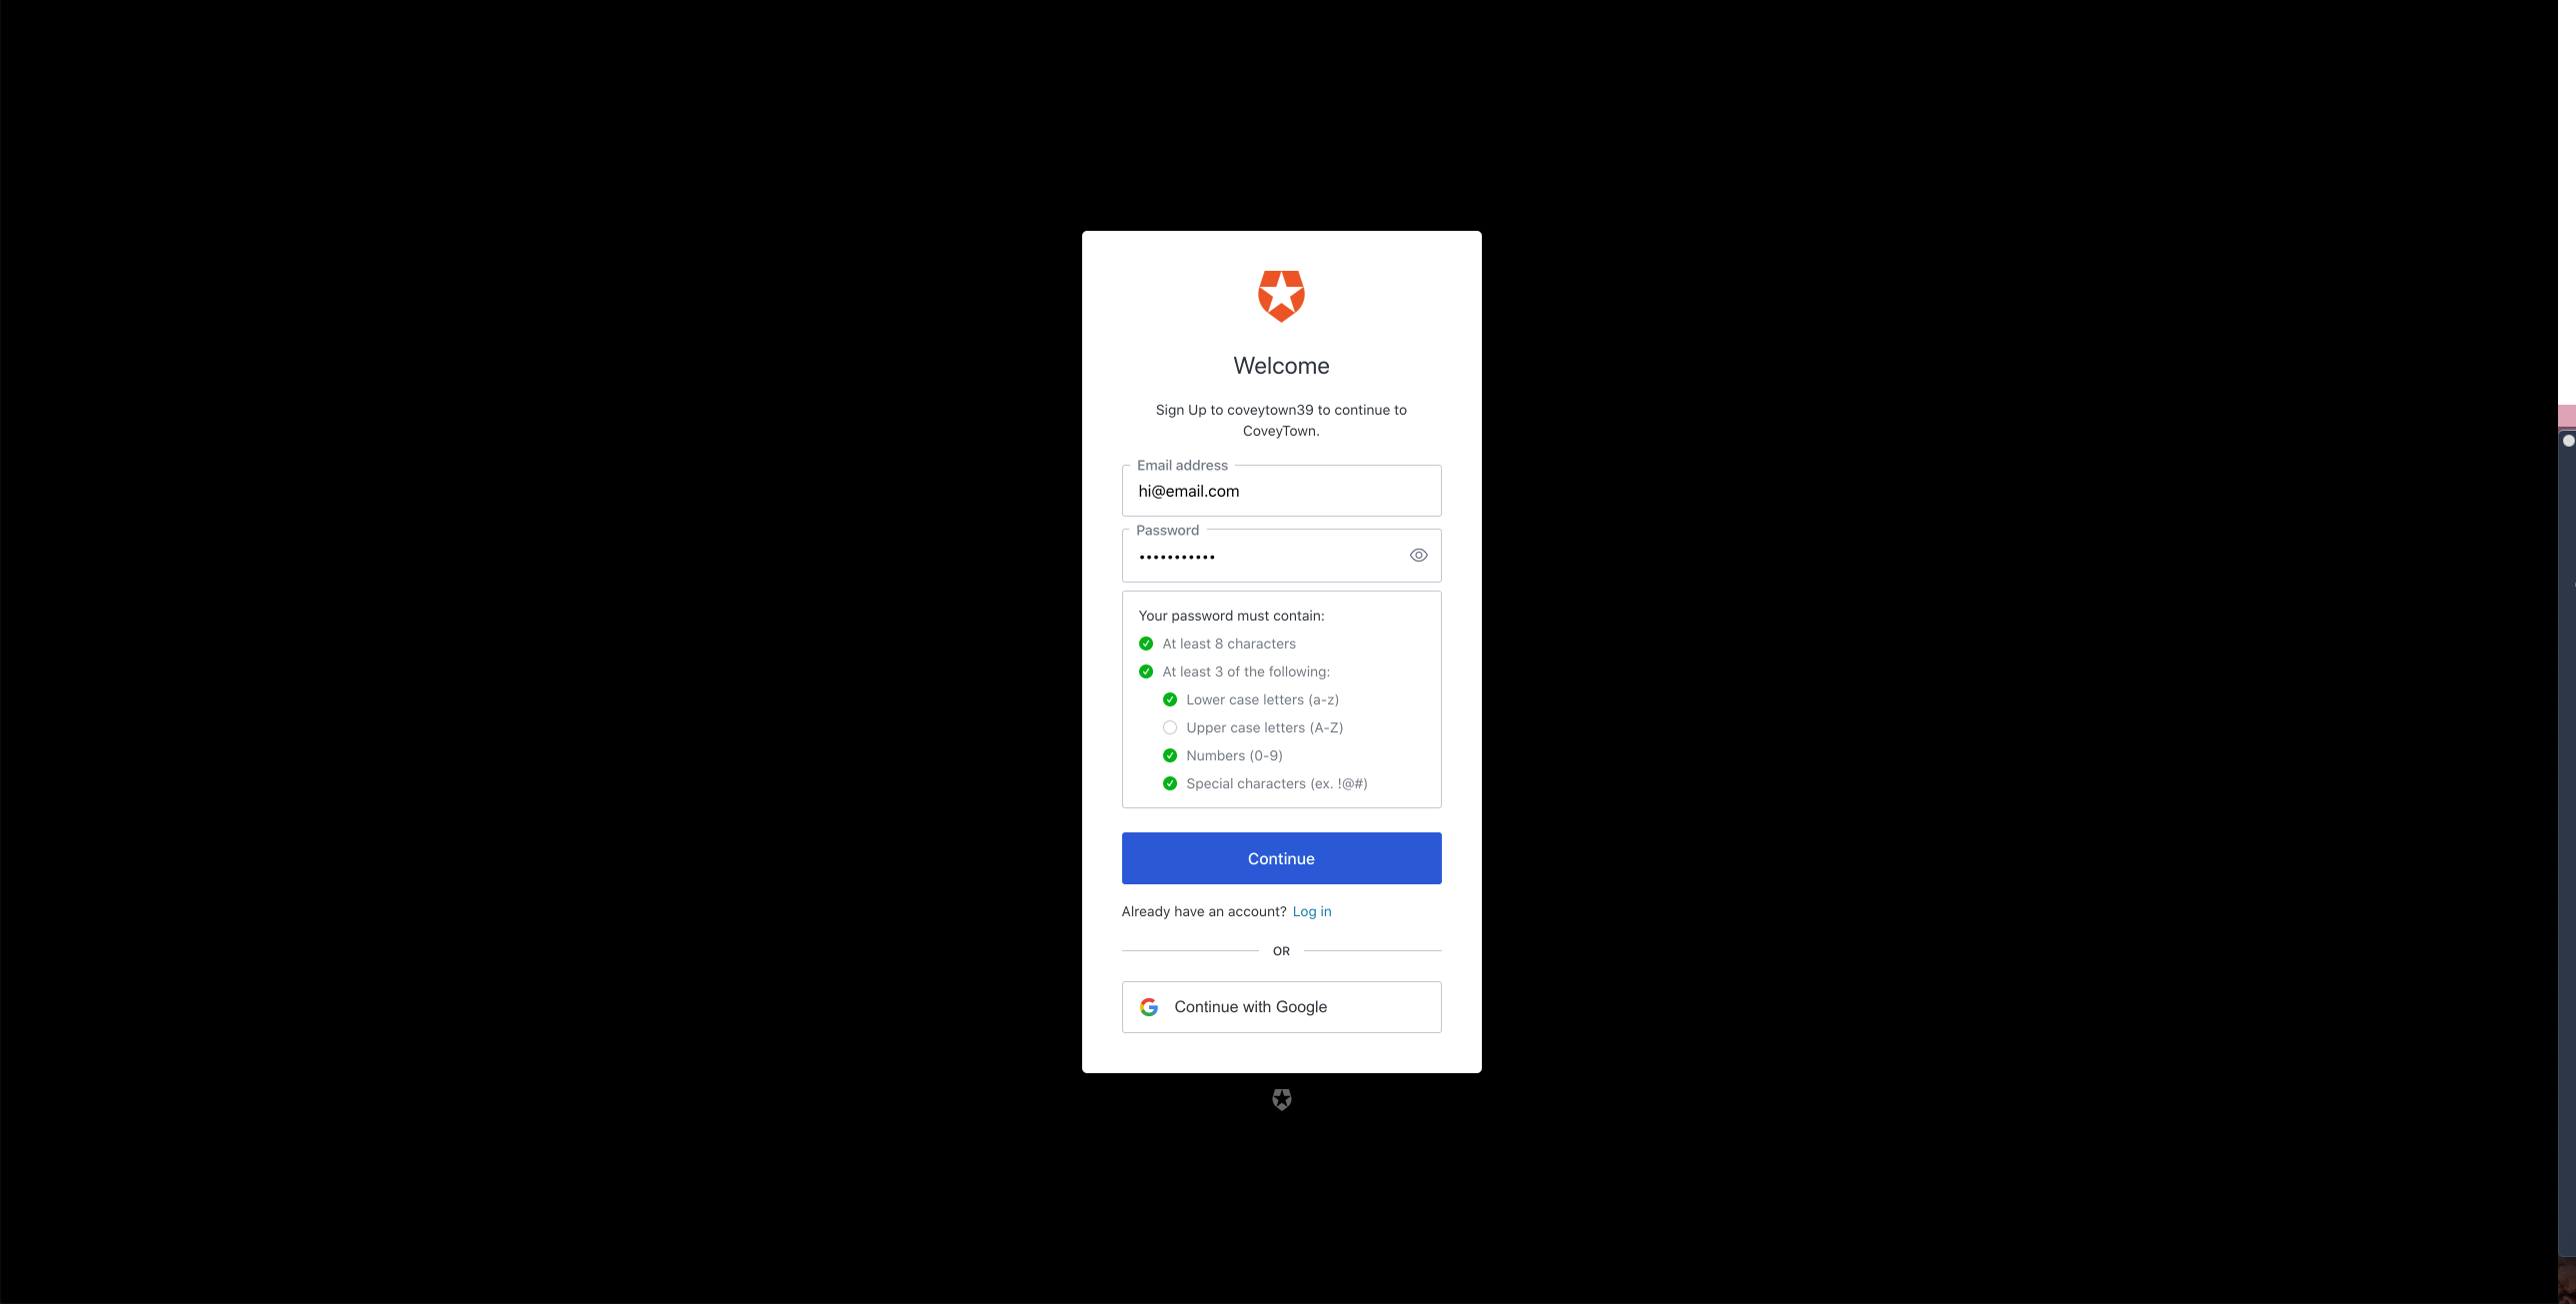 Welcome
Sign Up to coveytown39 to continue to
CoveyTown.
Email address
hi@email.com
Password
•••••••••••
Your password must contain:
At least 8 characters
At least 3 of the following:
Lower case letters (a-z)
Upper case letters (A-Z)
Numbers (0-9)
Special characters (ex. !@#)
Continue
Already have an account? Log in
OR
Continue with Google